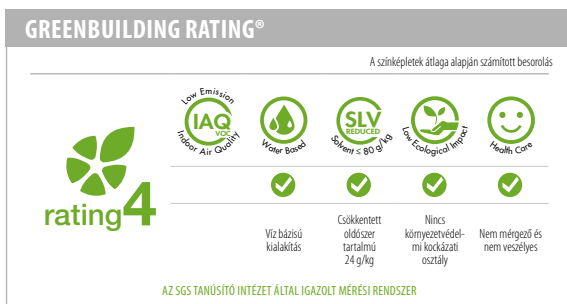 GREENBUILDING RATING®
A színképletek átlaga alapján számított besorolás
Low Emission
IAQ
VOC
Indoor Air Quality
Water Based
SLV
REDUCED
Solvent ≤ 80 g/kg
Low Ecological Impact
Health Care
rating4
Víz bázisú
kialakítás
Csökkentett
oldószer
tartalmú
24 g/kg
Nincs
környezetvédel-
mi kockázati
osztály
Nem mérgező és
nem veszélyes
AZ SGS TANÚSÍTÓ INTÉZET ÁLTAL IGAZOLT MÉRÉSI RENDSZER